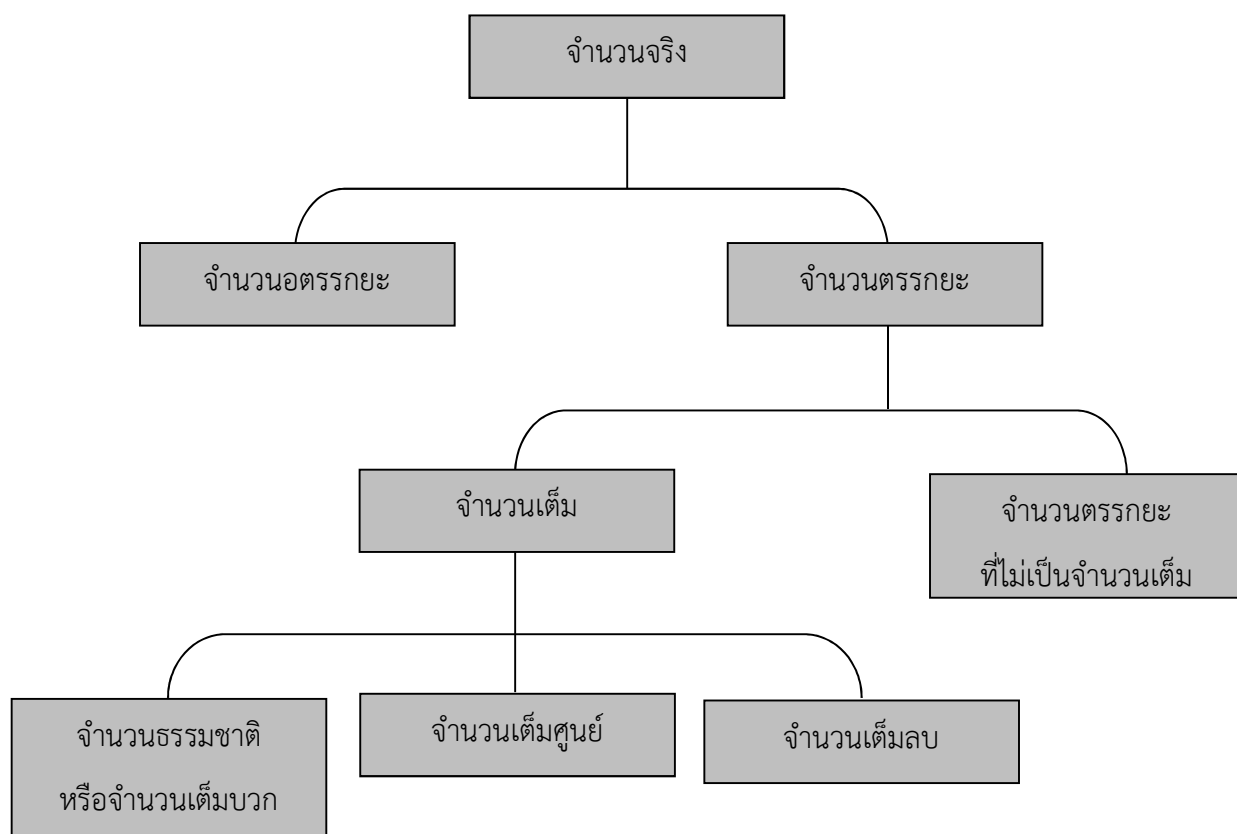 จำนวนจริง
จำนวนอตรรกยะ
จำนวนตรรกยะ
จำนวนเต็ม
จำนวนตรรกยะ
ที่ไม่เป็นจำนวนเต็ม
จำนวนธรรมชาติ
หรือจำนวนเต็มบวก
จำนวนเต็มศูนย์
จำนวนเต็มลบ